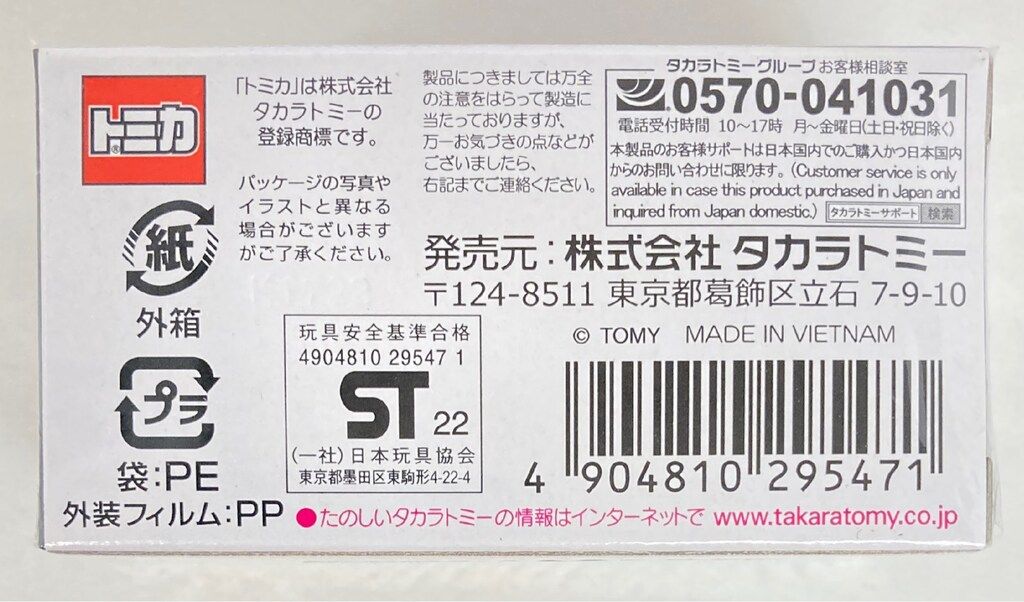 トミカ®
「トミカ」は株式会社
タカラトミーの
登録商標です。
パッケージの写真や
イラストと異なる
場合がございます
がご了承ください。
製品につきましては万全
の注意をはらって製造に
当たっておりますが、
万一お気づきの点などが
ございましたら、
右記までご連絡ください。
タカラトミーグループ お客様相談室
0570-041031
電話受付時間 10〜17時 月〜金曜日(土日・祝日除く)
本製品のお客様サポートは日本国内でのご購入かつ日本国内
からのお問い合わせに限ります。(Customer service is only
available in case this product purchased in Japan and
inquired from Japan domestic.) タカラトミーサポート 検索
発売元:株式会社 タカラトミー
〒124-8511 東京都葛飾区立石 7-9-10
© TOMY MADE IN VIETNAM
紙
外箱
プラ
袋:PE
外装フィルム:PP
玩具安全基準合格
4904810 29547 1
ST 22
(一社)日本玩具協会
東京都墨田区東駒形4-22-4
4 904810 295471
●たのしいタカラトミーの情報はインターネットで www.takaratomy.co.jp